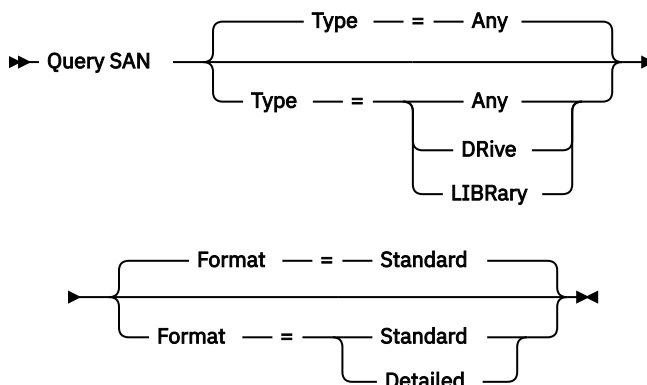 Type = Any
Query SAN
Type = Any
DRive
LIBRary
Format = Standard
Format = Standard
Detailed